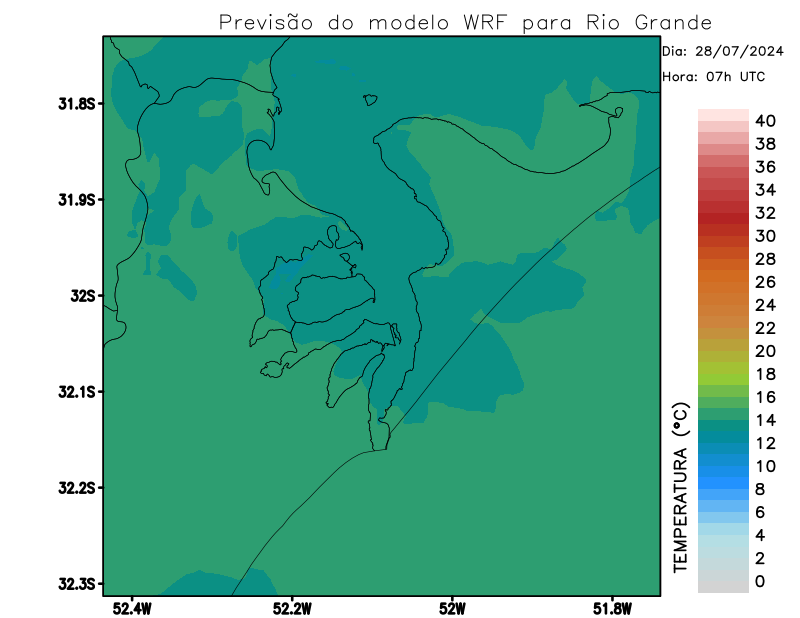 Previsão do modelo WRF para Rio Grande
Dia: 28/07/2024
Hora: 07h UTC
31.8S
31.9S
32S
32.1S
32.2S
32.3S
52.4W
52.2W
52W
51.8W
TEMPERATURA (ºC)
40
38
36
34
32
30
28
26
24
22
20
18
16
14
12
10
8
6
4
2
0